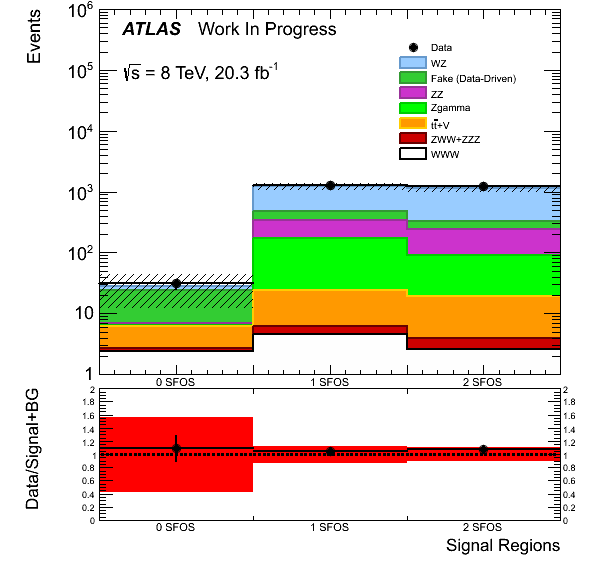 ATLAS Work In Progress
√s = 8 TeV, 20.3 fb⁻¹
Events
10⁶
10⁵
10⁴
10³
10²
10
1
Data
WZ
Fake (Data-Driven)
ZZ
Zgamma
tt̄+V
ZWW+ZZZ
WWW
0 SFOS 1 SFOS 2 SFOS
Data/Signal+BG
2 2
1.8 1.8
1.6 1.6
1.4 1.4
1.2 1.2
1 1
0.8 0.8
0.6 0.6
0.4 0.4
0.2 0.2
0 0
0 SFOS 1 SFOS 2 SFOS
Signal Regions